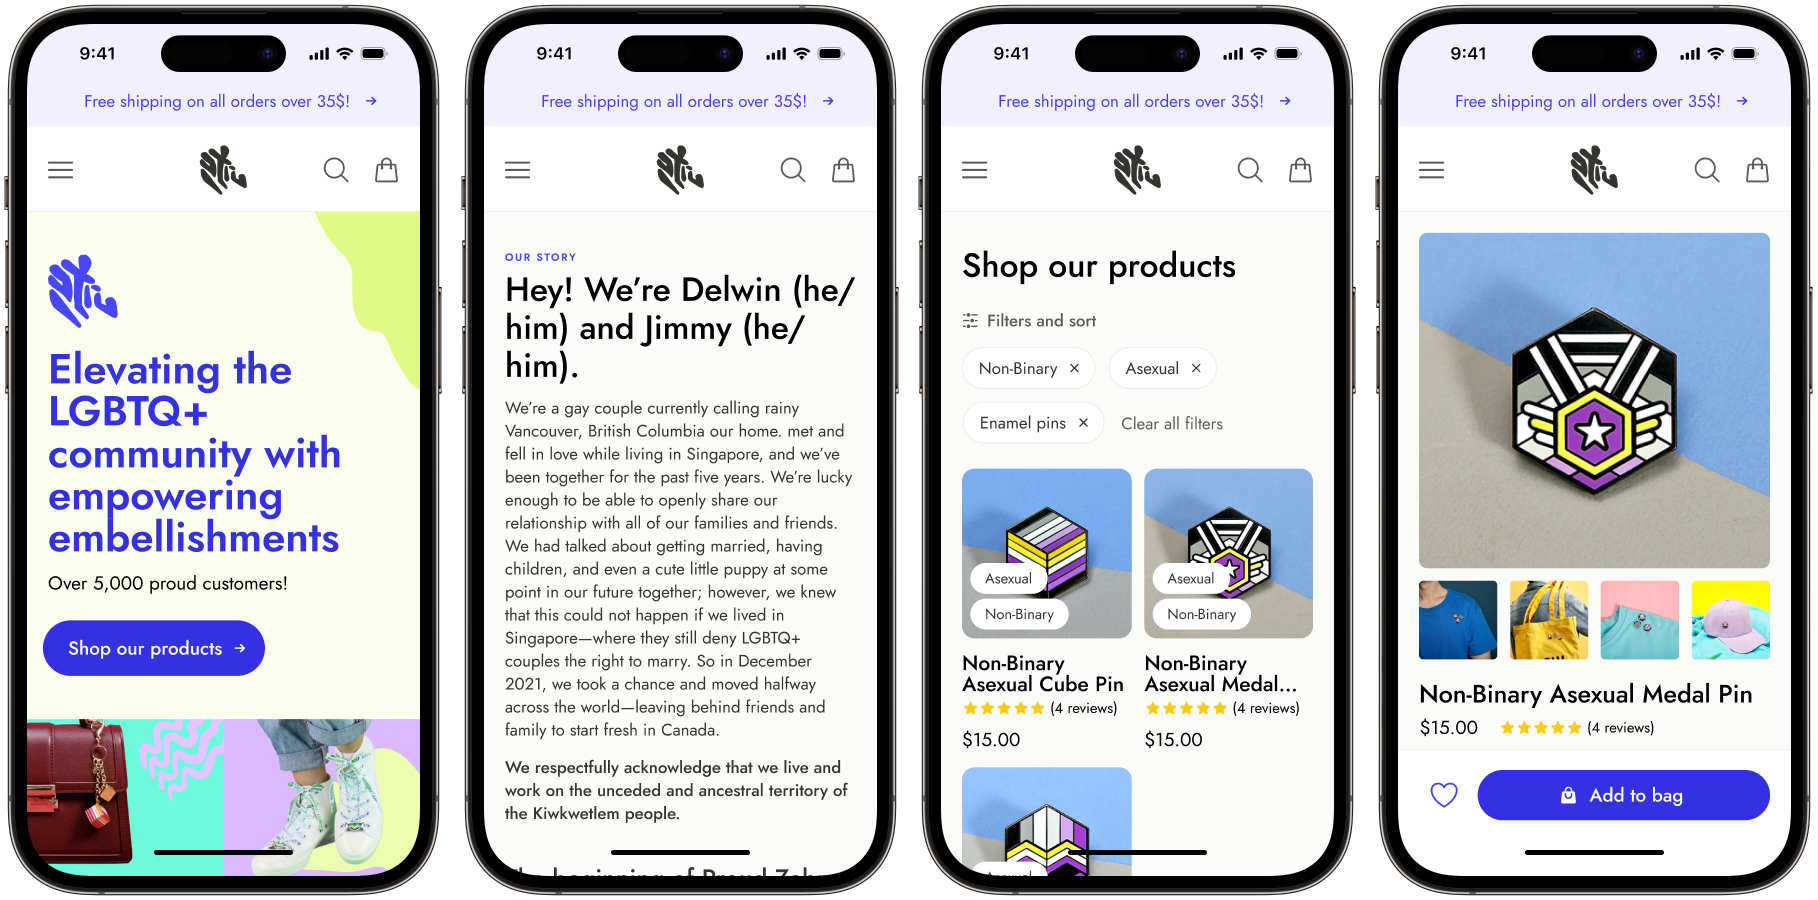 9:41
Free shipping on all orders over 35$! →
Elevating the
LGBTQ+
community with
empowering
embellishments
Over 5,000 proud customers!
Shop our products →
9:41
Free shipping on all orders over 35$! →
OUR STORY
Hey! We’re Delwin (he/
him) and Jimmy (he/
him).
We’re a gay couple currently calling rainy
Vancouver, British Columbia our home. met and
fell in love while living in Singapore, and we’ve
been together for the past five years. We’re lucky
enough to be able to openly share our
relationship with all of our families and friends.
We had talked about getting married, having
children, and even a cute little puppy at some
point in our future together; however, we knew
that this could not happen if we lived in
Singapore—where they still deny LGBTQ+
couples the right to marry. So in December
2021, we took a chance and moved halfway
across the world—leaving behind friends and
family to start fresh in Canada.
We respectfully acknowledge that we live and
work on the unceded and ancestral territory of
the Kiwkwetlem people.
The beginning of Proud Zebra
9:41
Free shipping on all orders over 35$! →
Shop our products
Filters and sort
Non-Binary ×
Asexual ×
Enamel pins ×
Clear all filters
Asexual
Non-Binary
Asexual
Non-Binary
Non-Binary
Asexual Cube Pin
(4 reviews)
$15.00
Non-Binary
Asexual Medal...
(4 reviews)
$15.00
Asexual
9:41
Free shipping on all orders over 35$! →
Non-Binary Asexual Medal Pin
$15.00
(4 reviews)
Add to bag